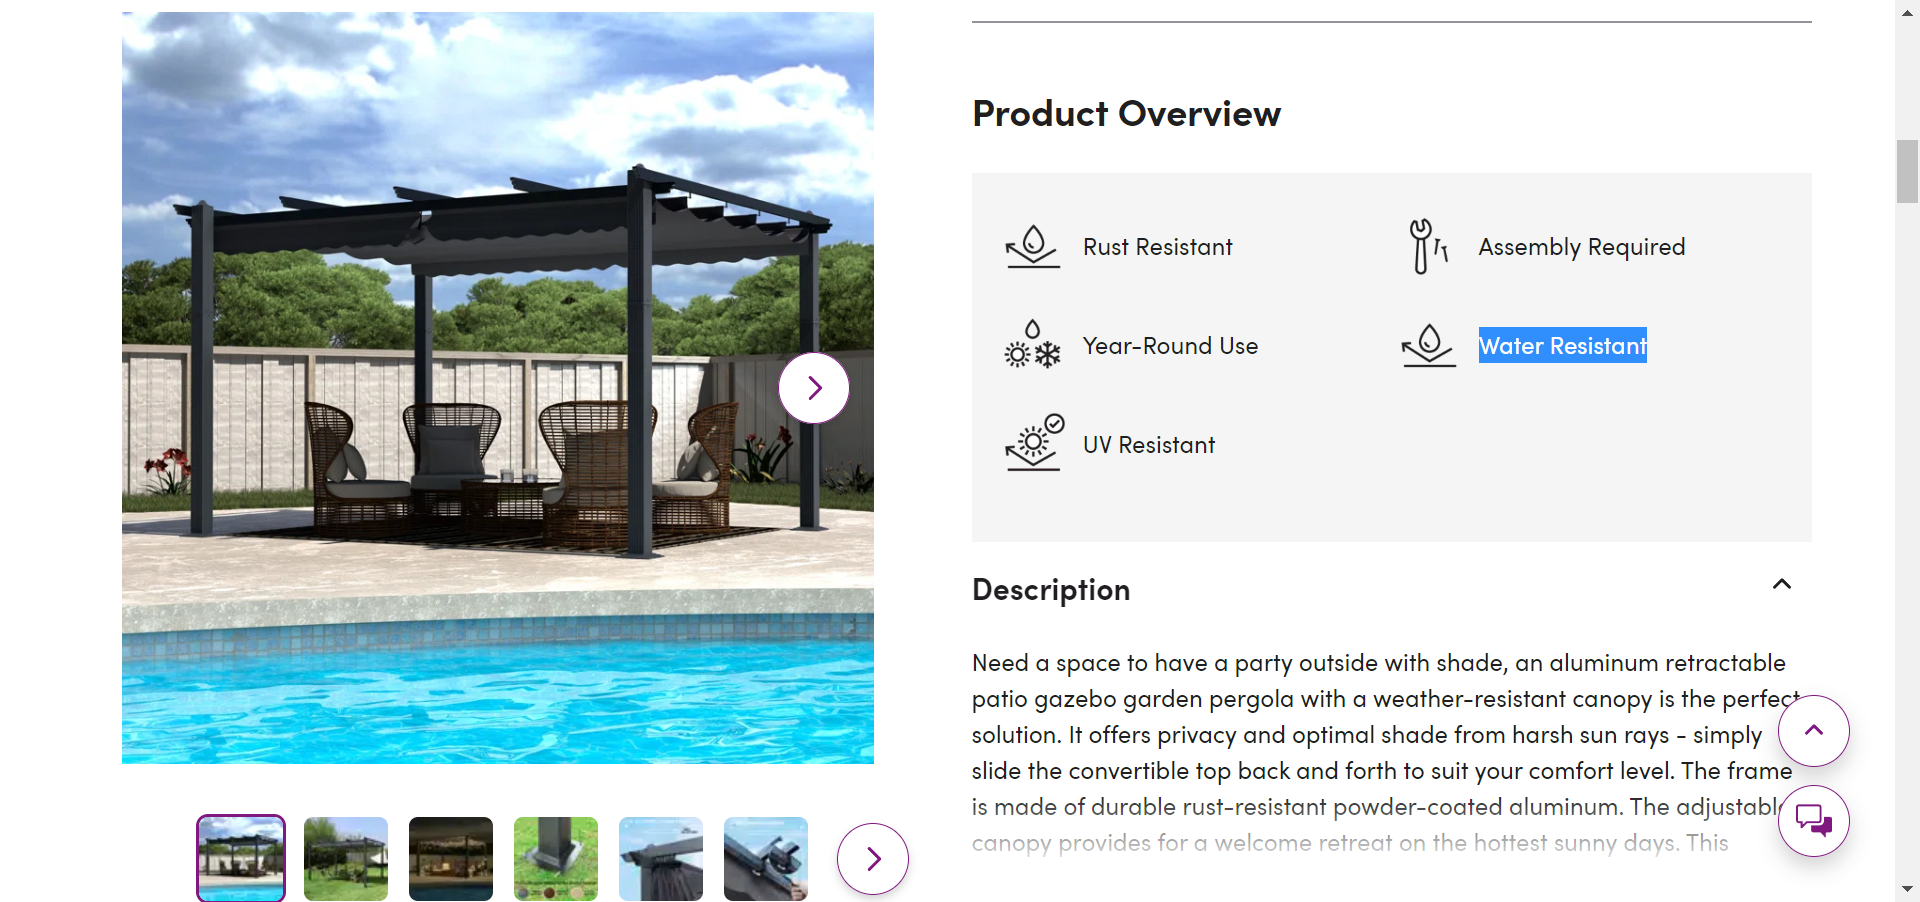 Product Overview
Rust Resistant
Assembly Required
Year-Round Use
Water Resistant
UV Resistant
Description
Need a space to have a party outside with shade, an aluminum retractable
patio gazebo garden pergola with a weather-resistant canopy is the perfect
solution. It offers privacy and optimal shade from harsh sun rays - simply
slide the convertible top back and forth to suit your comfort level. The frame
is made of durable rust-resistant powder-coated aluminum. The adjustable
canopy provides for a welcome retreat on the hottest sunny days. This